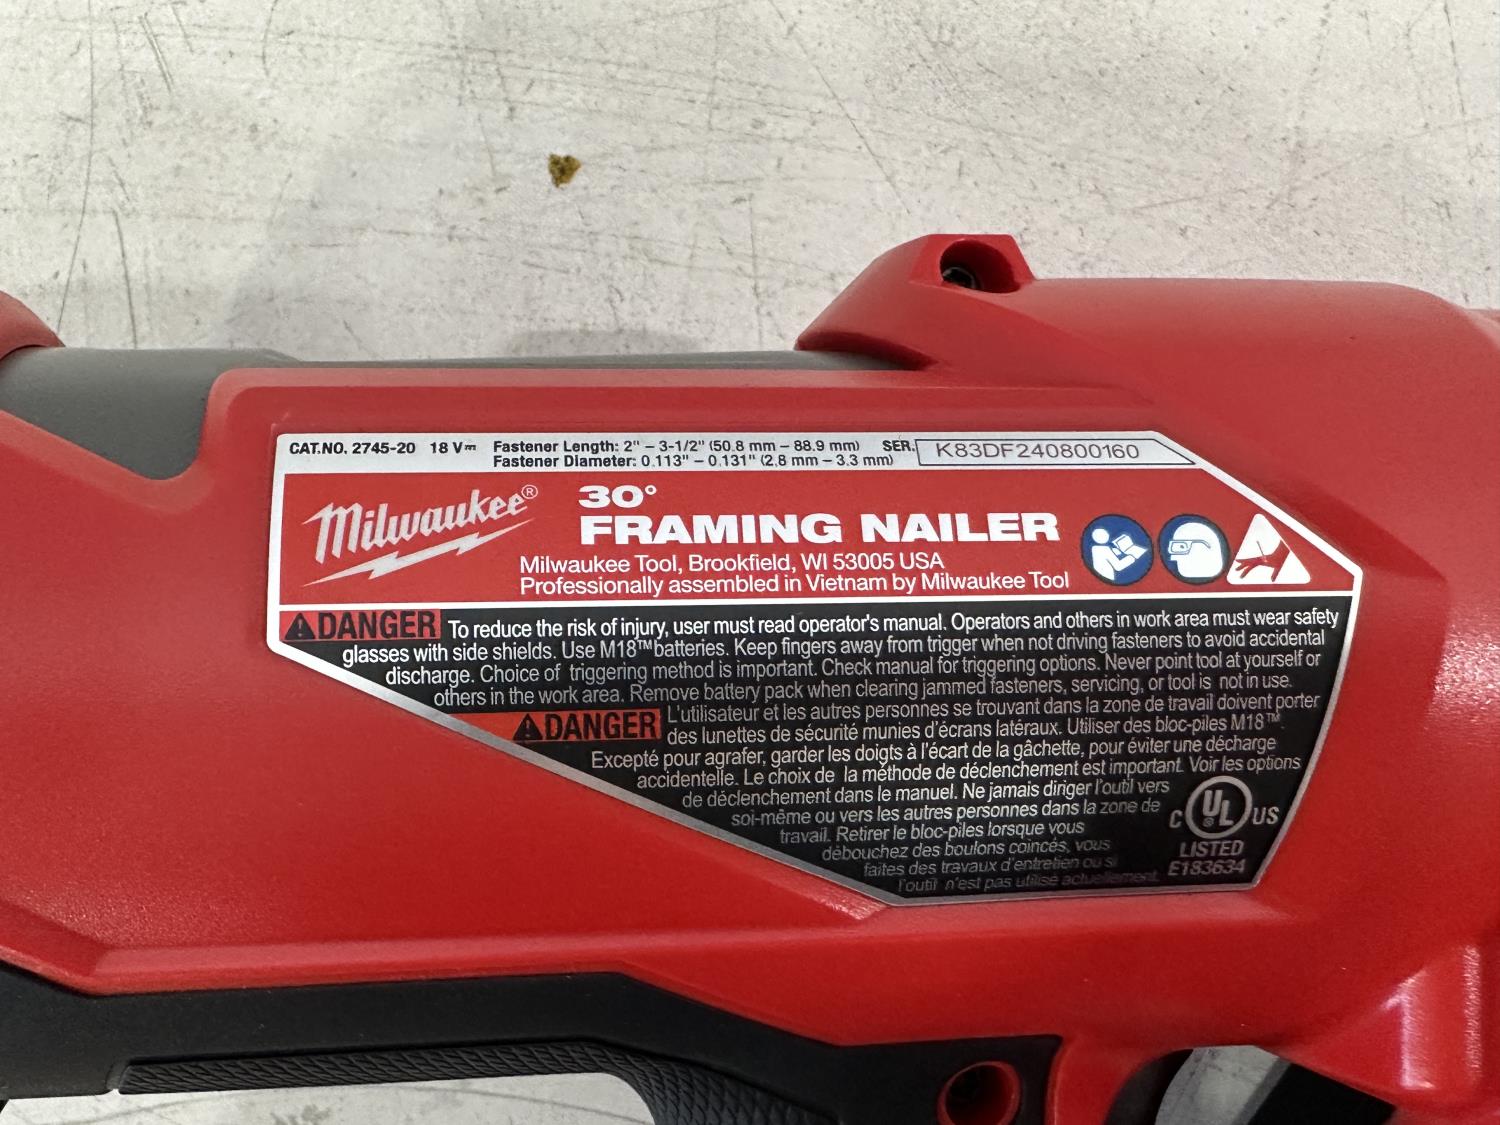 CAT.NO. 2745-20 18 V⎓ Fastener Length: 2" – 3-1/2" (50.8 mm – 88.9 mm) SER. K83DF240800160
Fastener Diameter: 0.113" – 0.131" (2.8 mm – 3.3 mm)
Milwaukee®
30°
FRAMING NAILER
Milwaukee Tool, Brookfield, WI 53005 USA
Professionally assembled in Vietnam by Milwaukee Tool
DANGER To reduce the risk of injury, user must read operator's manual. Operators and others in work area must wear safety
glasses with side shields. Use M18™ batteries. Keep fingers away from trigger when not driving fasteners to avoid accidental
discharge. Choice of triggering method is important. Check manual for triggering options. Never point tool at yourself or
others in the work area. Remove battery pack when clearing jammed fasteners, servicing, or tool is not in use.
DANGER L'utilisateur et les autres personnes se trouvant dans la zone de travail doivent porter
des lunettes de sécurité munies d'écrans latéraux. Utiliser des bloc-piles M18™.
Excepté pour agrafer, garder les doigts à l'écart de la gâchette, pour éviter une décharge
accidentelle. Le choix de la méthode de déclenchement est important. Voir les options
de déclenchement dans le manuel. Ne jamais diriger l'outil vers
soi-même ou vers les autres personnes dans la zone de
travail. Retirer le bloc-piles lorsque vous
débouchez des boulons coincés, vous
faites des travaux d'entretien ou si
l'outil n'est pas utilisé actuellement.
C UL ® US
LISTED
E183634